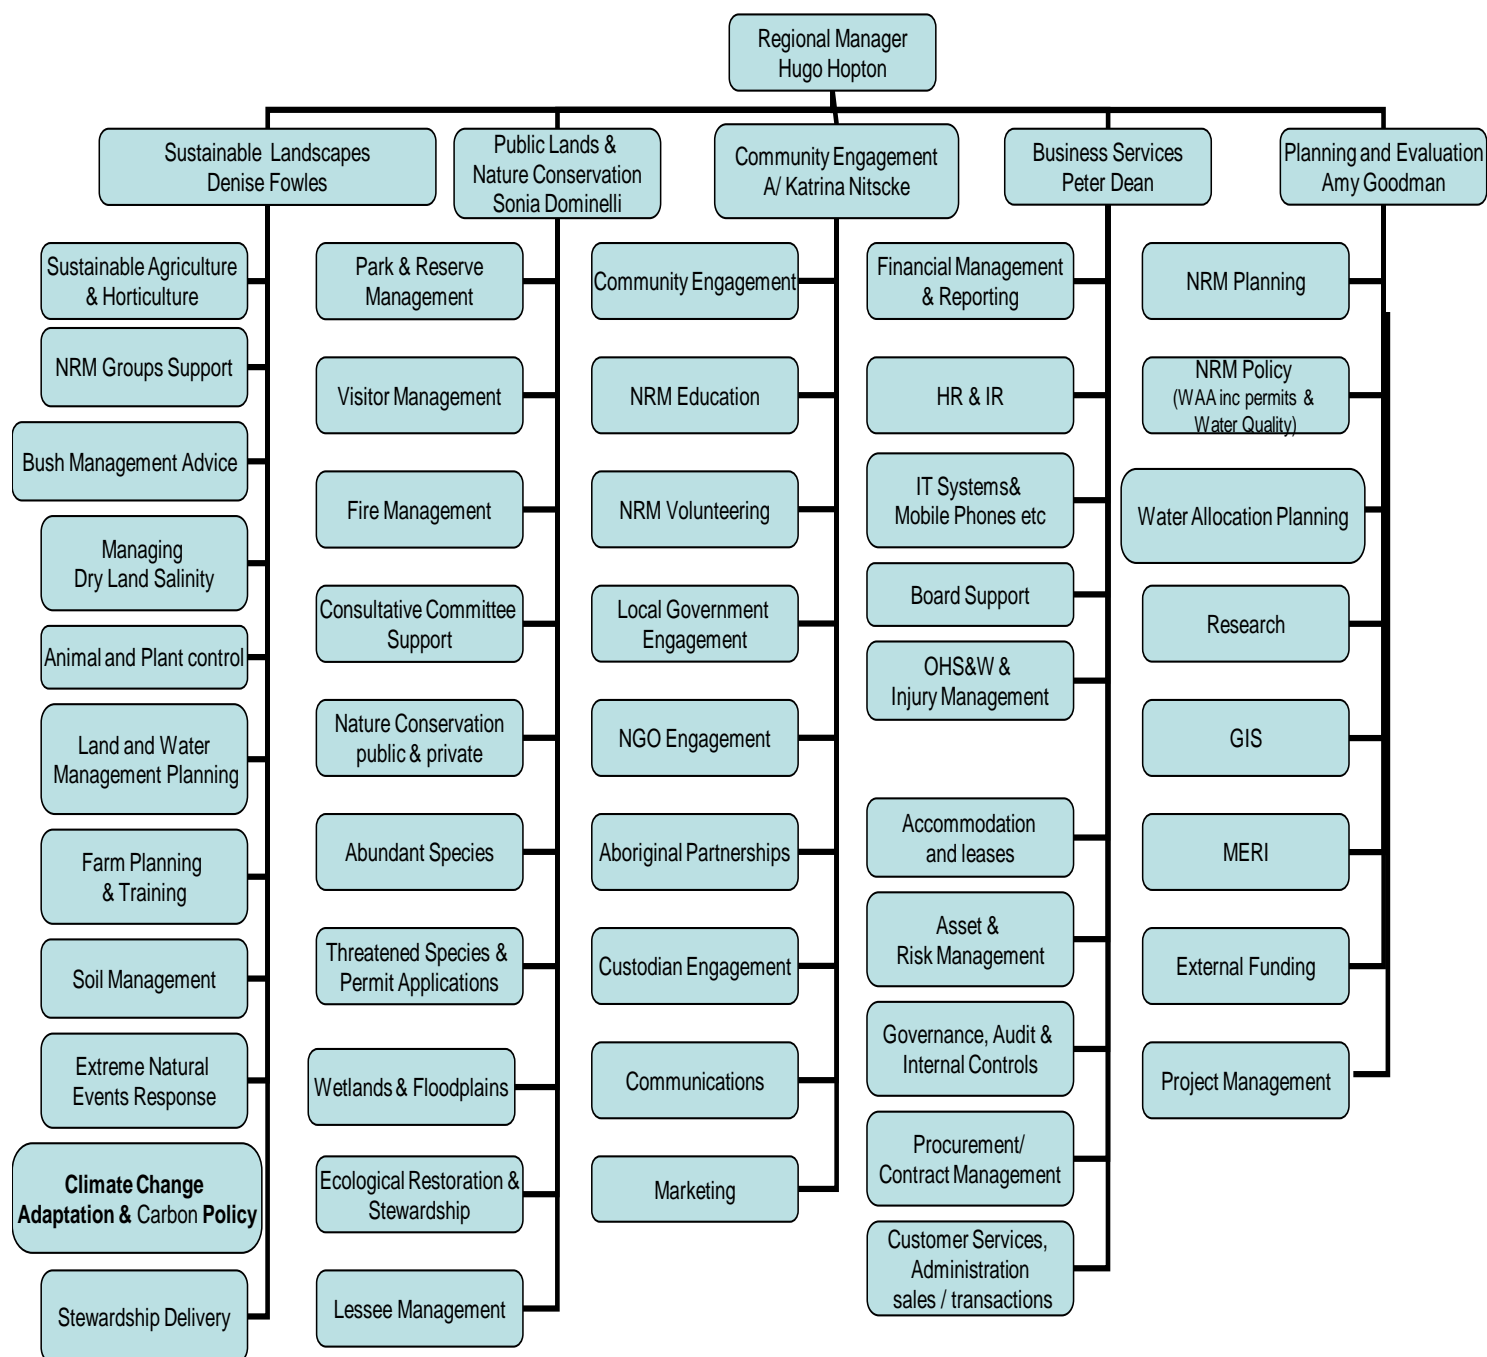 Regional Manager
Hugo Hopton
Sustainable Landscapes
Denise Fowles
Public Lands &
Nature Conservation
Sonia Dominelli
Community Engagement
A/ Katrina Nitscke
Business Services
Peter Dean
Planning and Evaluation
Amy Goodman
Sustainable Agriculture
& Horticulture
NRM Groups Support
Bush Management Advice
Managing
Dry Land Salinity
Animal and Plant control
Land and Water
Management Planning
Farm Planning
& Training
Soil Management
Extreme Natural
Events Response
Climate Change
Adaptation & Carbon Policy
Stewardship Delivery
Park & Reserve
Management
Visitor Management
Fire Management
Consultative Committee
Support
Nature Conservation
public & private
Abundant Species
Threatened Species &
Permit Applications
Wetlands & Floodplains
Ecological Restoration &
Stewardship
Lessee Management
Community Engagement
NRM Education
NRM Volunteering
Local Government
Engagement
NGO Engagement
Aboriginal Partnerships
Custodian Engagement
Communications
Marketing
Financial Management
& Reporting
HR & IR
IT Systems&
Mobile Phones etc
Board Support
OHS&W &
Injury Management
Accommodation
and leases
Asset &
Risk Management
Governance, Audit &
Internal Controls
Procurement/
Contract Management
Customer Services,
Administration
sales / transactions
NRM Planning
NRM Policy
(WAA inc permits &
Water Quality)
Water Allocation Planning
Research
GIS
MERI
External Funding
Project Management